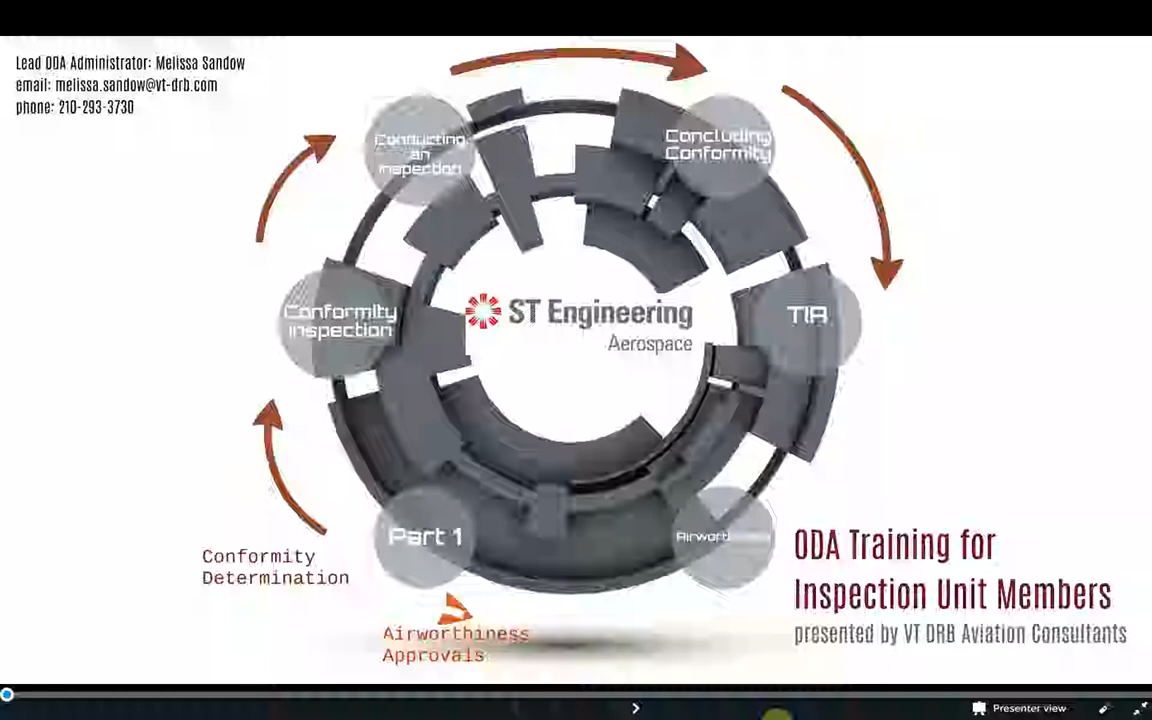 Lead ODA Administrator: Melissa Sandow
email: melissa.sandow@vt-drb.com
phone: 210-293-3730
Conducting
an
inspection
Concluding
Conformity
Conformity
inspection
ST Engineering
Aerospace
TIA
Part 1
Conformity
Determination
Airworthiness
Approvals
ODA Training for
Inspection Unit Members
presented by VT DRB Aviation Consultants
Presenter view